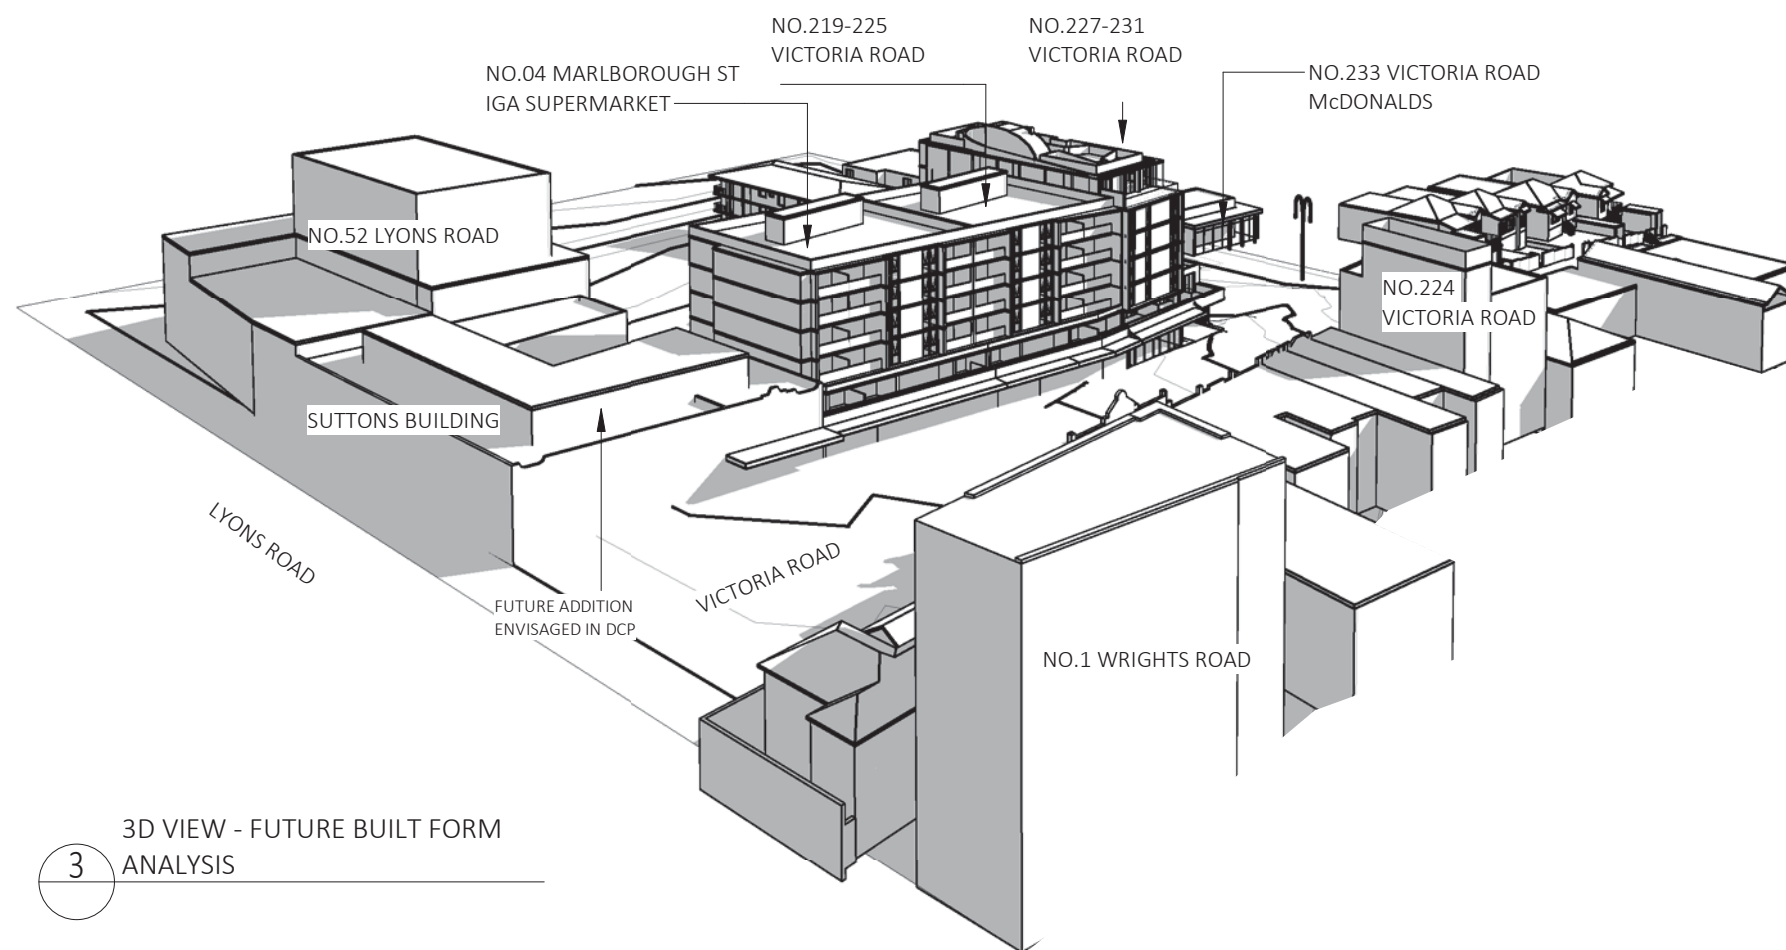 NO.219-225
VICTORIA ROAD
NO.227-231
VICTORIA ROAD
NO.04 MARLBOROUGH ST
IGA SUPERMARKET
NO.233 VICTORIA ROAD
McDONALDS
NO.52 LYONS ROAD
NO.224
VICTORIA ROAD
SUTTONS BUILDING
LYONS ROAD
VICTORIA ROAD
FUTURE ADDITION
ENVISAGED IN DCP
NO.1 WRIGHTS ROAD
3
3D VIEW - FUTURE BUILT FORM
ANALYSIS